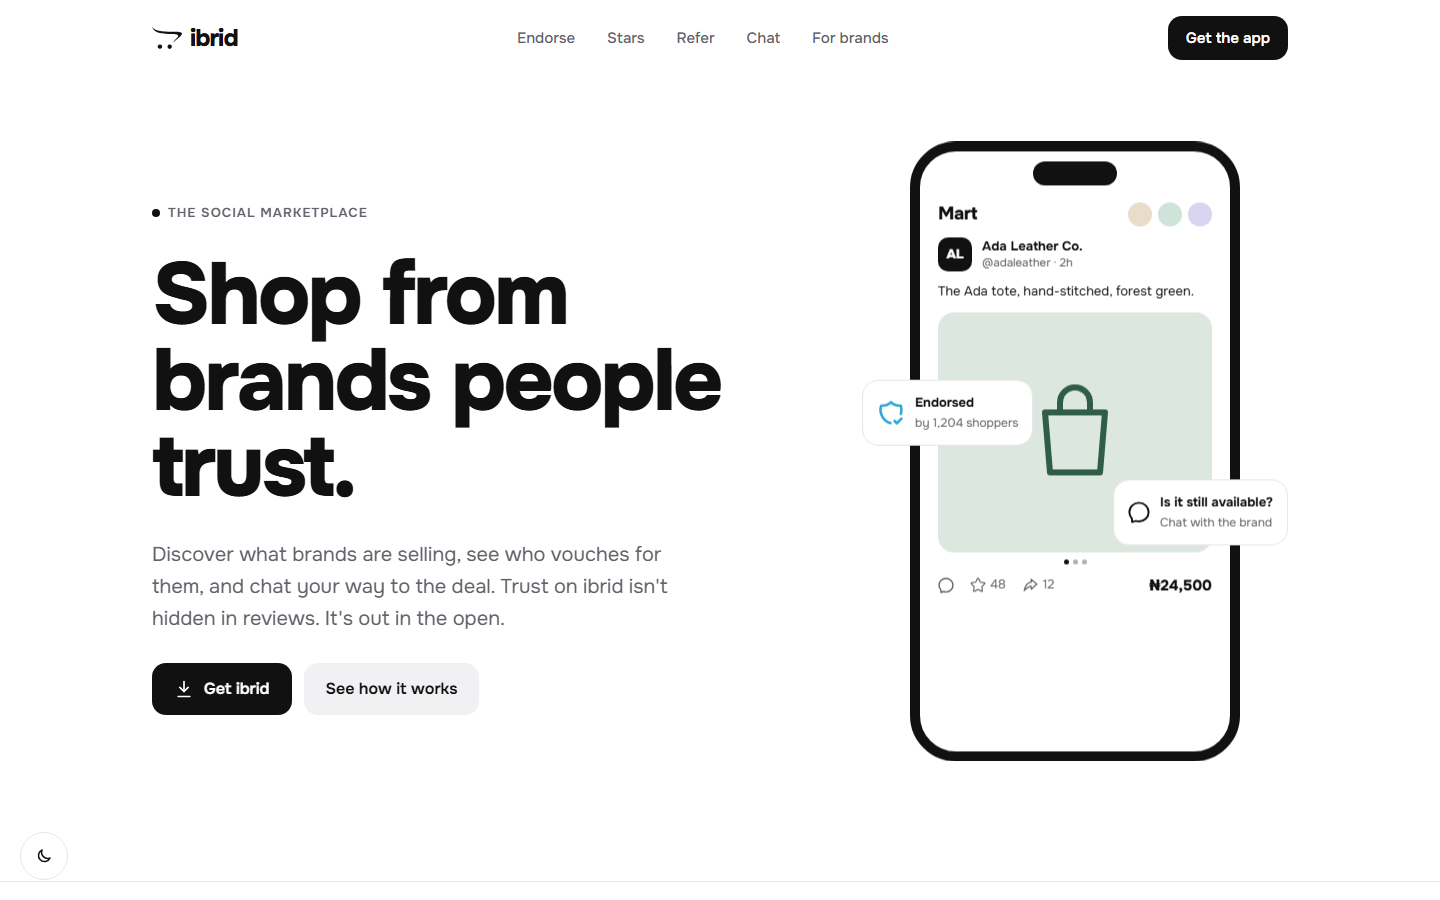 ibrid
Endorse
Stars
Refer
Chat
For brands
Get the app
THE SOCIAL MARKETPLACE
Shop from
brands people
trust.
Discover what brands are selling, see who vouches for
them, and chat your way to the deal. Trust on ibrid isn't
hidden in reviews. It's out in the open.
Get ibrid
See how it works
Mart
AL
Ada Leather Co.
@adaleather · 2h
The Ada tote, hand-stitched, forest green.
Endorsed
by 1,204 shoppers
Is it still available?
Chat with the brand
48
12
₦24,500